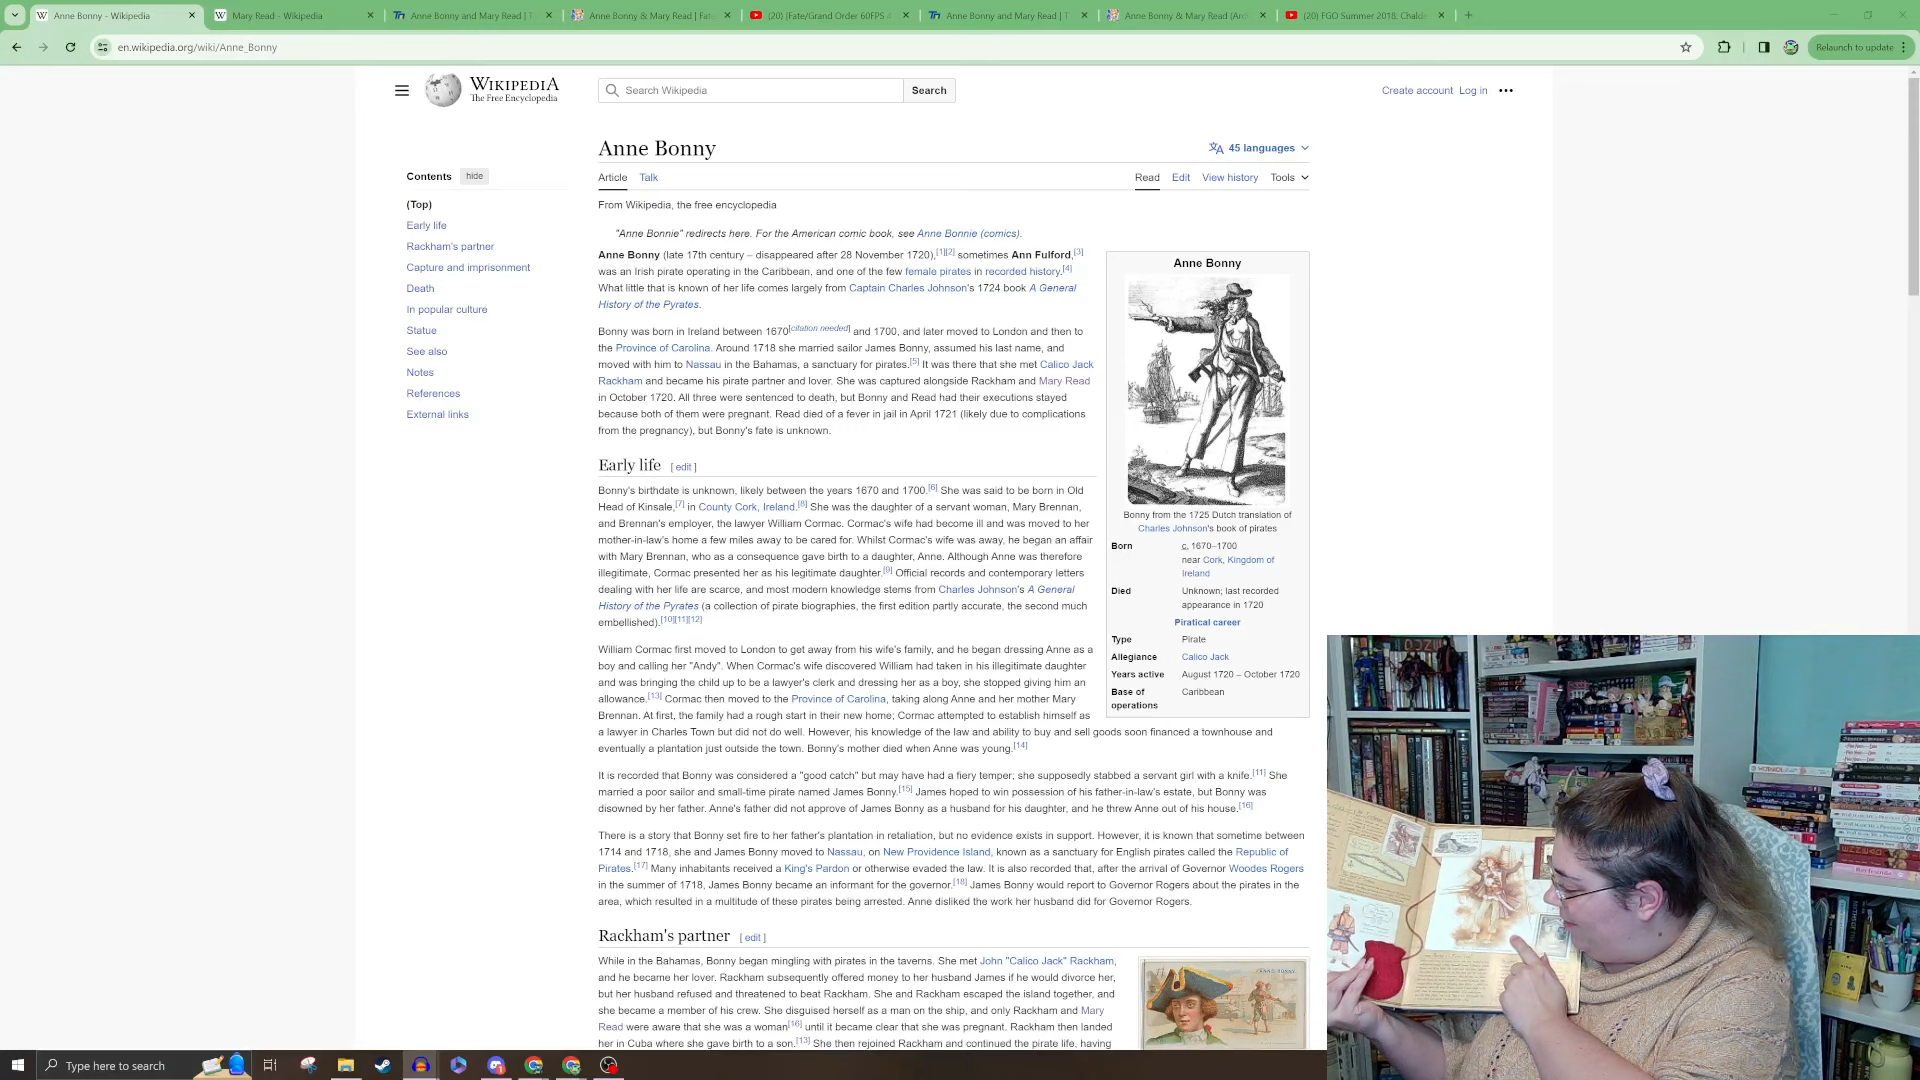 Anne Bonny - Wikipedia
Mary Read - Wikipedia
Anne Bonny and Mary Read | T
Anne Bonny & Mary Read | Fate
(20) [Fate/Grand Order 60FPS A
Anne Bonny and Mary Read | T
Anne Bonny & Mary Read (Arch
(20) FGO Summer 2018: Chalde
en.wikipedia.org/wiki/Anne_Bonny
Relaunch to update
WIKIPEDIA
The Free Encyclopedia
Search Wikipedia
Search
Create account Log in
Anne Bonny
45 languages
Contents hide
(Top)
Early life
Rackham's partner
Capture and imprisonment
Death
In popular culture
Statue
See also
Notes
References
External links
Article Talk
Read Edit View history Tools
From Wikipedia, the free encyclopedia
"Anne Bonnie" redirects here. For the American comic book, see Anne Bonnie (comics).
Anne Bonny (late 17th century – disappeared after 28 November 1720),[1][2] sometimes Ann Fulford,[3]
was an Irish pirate operating in the Caribbean, and one of the few female pirates in recorded history.[4]
What little that is known of her life comes largely from Captain Charles Johnson's 1724 book A General
History of the Pyrates.
Bonny was born in Ireland between 1670[citation needed] and 1700, and later moved to London and then to
the Province of Carolina. Around 1718 she married sailor James Bonny, assumed his last name, and
moved with him to Nassau in the Bahamas, a sanctuary for pirates.[5] It was there that she met Calico Jack
Rackham and became his pirate partner and lover. She was captured alongside Rackham and Mary Read
in October 1720. All three were sentenced to death, but Bonny and Read had their executions stayed
because both of them were pregnant. Read died of a fever in jail in April 1721 (likely due to complications
from the pregnancy), but Bonny's fate is unknown.
Anne Bonny
Bonny from the 1725 Dutch translation of
Charles Johnson's book of pirates
Born c. 1670–1700
near Cork, Kingdom of
Ireland
Died Unknown; last recorded
appearance in 1720
Piratical career
Type Pirate
Allegiance Calico Jack
Years active August 1720 – October 1720
Base of Caribbean
operations
Early life [ edit ]
Bonny's birthdate is unknown, likely between the years 1670 and 1700.[6] She was said to be born in Old
Head of Kinsale,[7] in County Cork, Ireland.[8] She was the daughter of a servant woman, Mary Brennan,
and Brennan's employer, the lawyer William Cormac. Cormac's wife had become ill and was moved to her
mother-in-law's home a few miles away to be cared for. Whilst Cormac's wife was away, he began an affair
with Mary Brennan, who as a consequence gave birth to a daughter, Anne. Although Anne was therefore
illegitimate, Cormac presented her as his legitimate daughter.[9] Official records and contemporary letters
dealing with her life are scarce, and most modern knowledge stems from Charles Johnson's A General
History of the Pyrates (a collection of pirate biographies, the first edition partly accurate, the second much
embellished).[10][11][12]
William Cormac first moved to London to get away from his wife's family, and he began dressing Anne as a
boy and calling her "Andy". When Cormac's wife discovered William had taken in his illegitimate daughter
and was bringing the child up to be a lawyer's clerk and dressing her as a boy, she stopped giving him an
allowance.[13] Cormac then moved to the Province of Carolina, taking along Anne and her mother Mary
Brennan. At first, the family had a rough start in their new home; Cormac attempted to establish himself as
a lawyer in Charles Town but did not do well. However, his knowledge of the law and ability to buy and sell goods soon financed a townhouse and
eventually a plantation just outside the town. Bonny's mother died when Anne was young.[14]
It is recorded that Bonny was considered a "good catch" but may have had a fiery temper; she supposedly stabbed a servant girl with a knife.[11] She
married a poor sailor and small-time pirate named James Bonny.[15] James hoped to win possession of his father-in-law's estate, but Bonny was
disowned by her father. Anne's father did not approve of James Bonny as a husband for his daughter, and he threw Anne out of his house.[16]
There is a story that Bonny set fire to her father's plantation in retaliation, but no evidence exists in support. However, it is known that sometime between
1714 and 1718, she and James Bonny moved to Nassau, on New Providence Island, known as a sanctuary for English pirates called the Republic of
Pirates.[17] Many inhabitants received a King's Pardon or otherwise evaded the law. It is also recorded that, after the arrival of Governor Woodes Rogers
in the summer of 1718, James Bonny became an informant for the governor.[18] James Bonny would report to Governor Rogers about the pirates in the
area, which resulted in a multitude of these pirates being arrested. Anne disliked the work her husband did for Governor Rogers.
Rackham's partner [ edit ]
While in the Bahamas, Bonny began mingling with pirates in the taverns. She met John "Calico Jack" Rackham,
and he became her lover. Rackham subsequently offered money to her husband James if he would divorce her,
but her husband refused and threatened to beat Rackham. She and Rackham escaped the island together, and
she became a member of his crew. She disguised herself as a man on the ship, and only Rackham and Mary
Read were aware that she was a woman[16] until it became clear that she was pregnant. Rackham then landed
her in Cuba where she gave birth to a son.[13] She then rejoined Rackham and continued the pirate life, having
Type here to search